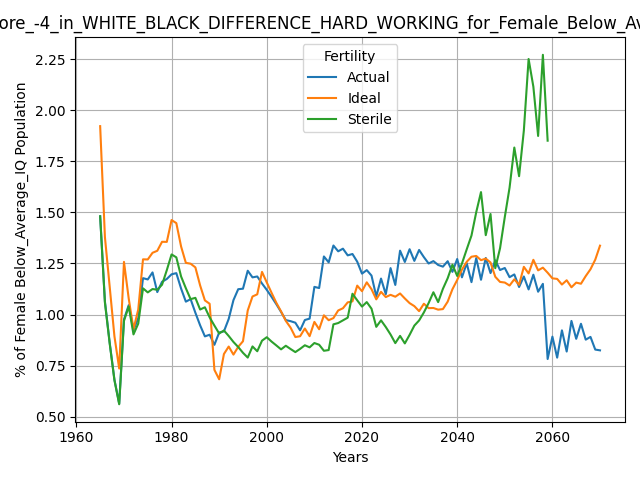 ore_-4_in_WHITE_BLACK_DIFFERENCE_HARD_WORKING_for_Female_Below_Av
% of Female Below_Average_IQ Population
Fertility
Actual
Ideal
Sterile
2.25
2.00
1.75
1.50
1.25
1.00
0.75
0.50
1960
1980
2000
2020
2040
2060
Years